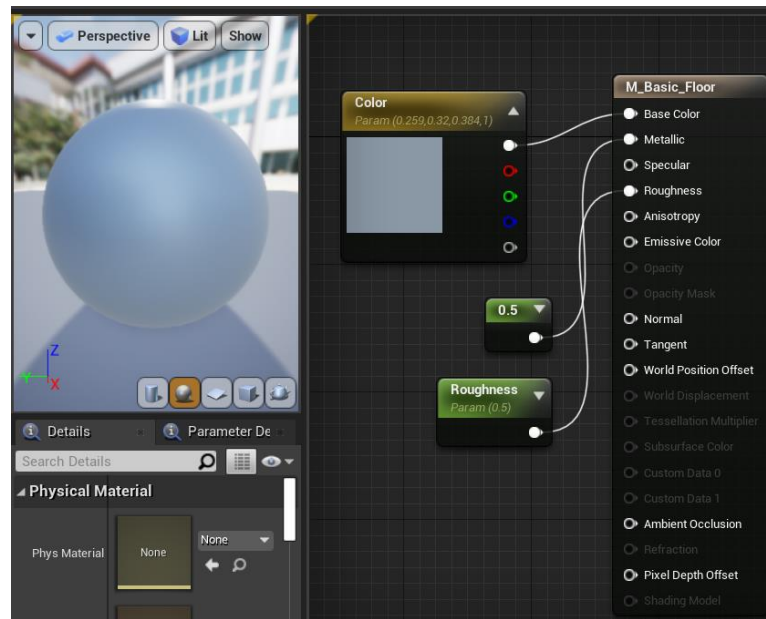 Perspective
Lit
Show
Z
Y
X
Details
Parameter De
Search Details
Physical Material
Phys Material
None
None
Color
Param (0.259,0.32,0.384,1)
0.5
Roughness
Param (0.5)
M_Basic_Floor
Base Color
Metallic
Specular
Roughness
Anisotropy
Emissive Color
Opacity
Opacity Mask
Normal
Tangent
World Position Offset
World Displacement
Tessellation Multiplier
Subsurface Color
Custom Data 0
Custom Data 1
Ambient Occlusion
Refraction
Pixel Depth Offset
Shading Model